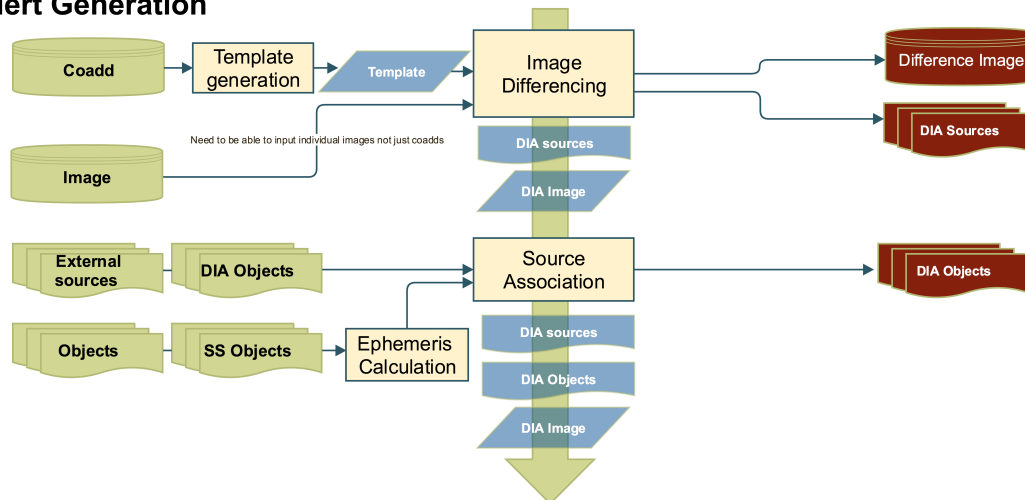 lert Generation
Coadd
Template
generation
Template
Image
Differencing
Difference Image
DIA Sources
Need to be able to input individual images not just coadds
DIA sources
Image
DIA Image
External
sources
DIA Objects
Source
Association
DIA Objects
Objects
SS Objects
Ephemeris
Calculation
DIA sources
DIA Objects
DIA Image